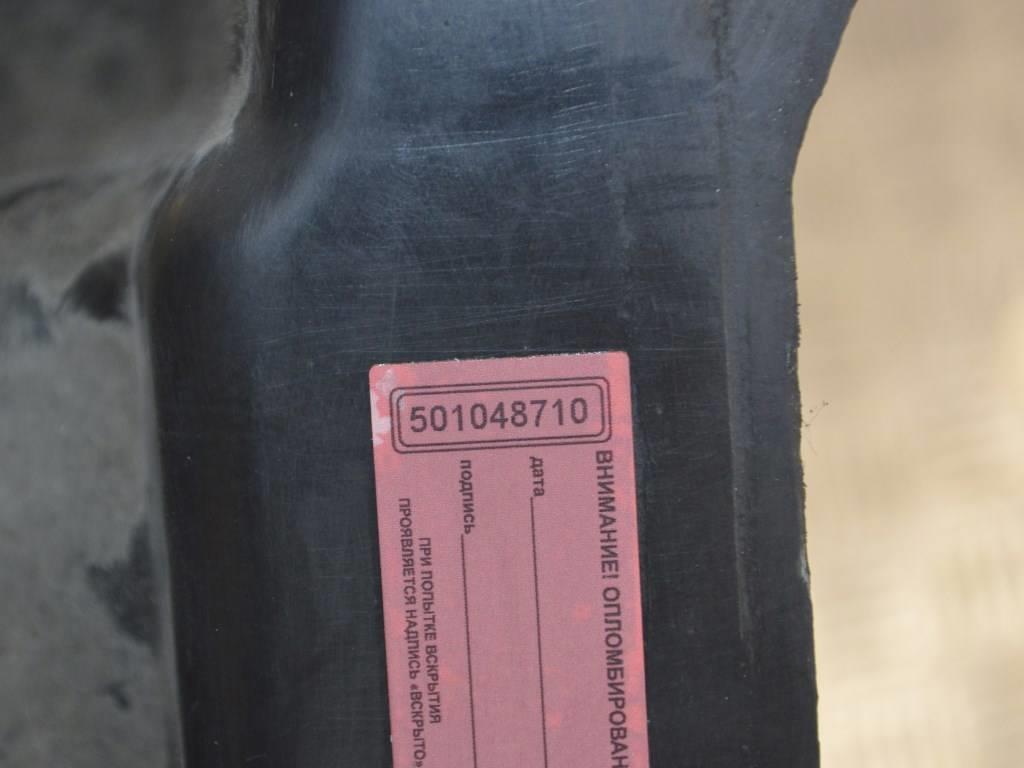 501048710
ВНИМАНИЕ! ОПЛОМБИРОВАН
дата
подпись
ПРИ ПОПЫТКЕ ВСКРЫТИЯ
ПРОЯВЛЯЕТСЯ НАДПИСЬ «ВСКРЫТО»